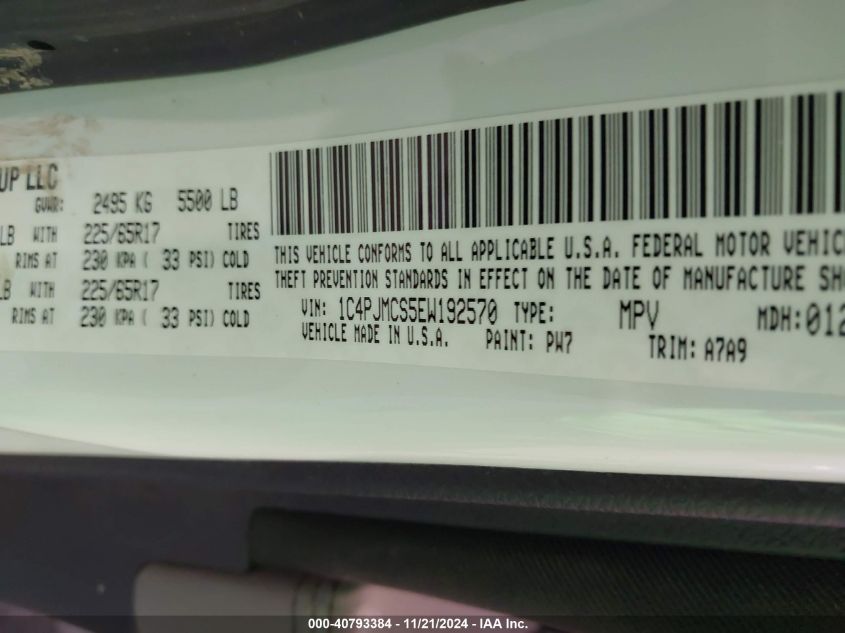 UP LLC
GVWR: 2495 KG 5500 LB
LB WITH 225/65R17 TIRES
RIMS AT 230 KPA ( 33 PSI) COLD
LB WITH 225/65R17 TIRES
RIMS AT 230 KPA ( 33 PSI) COLD
THIS VEHICLE CONFORMS TO ALL APPLICABLE U.S.A. FEDERAL MOTOR VEHIC
THEFT PREVENTION STANDARDS IN EFFECT ON THE DATE OF MANUFACTURE SH
VIN: 1C4PJMCS5EW192570 TYPE: MPV MDH: 012
VEHICLE MADE IN U.S.A. PAINT: PW7 TRIM: A7A9
000-40793384 - 11/21/2024 - IAA Inc.